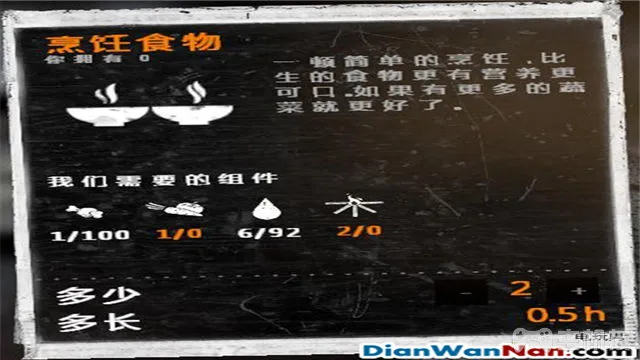 烹饪食物
你拥有 0
一顿简单的烹饪,比
生的食物更有营养更
可口.如果有更多的蔬
菜就更好了。
我们需要的组件
1/100 1/0 6/92 2/0
多少 - 2 +
多长 0.5h
DianWanNan.com